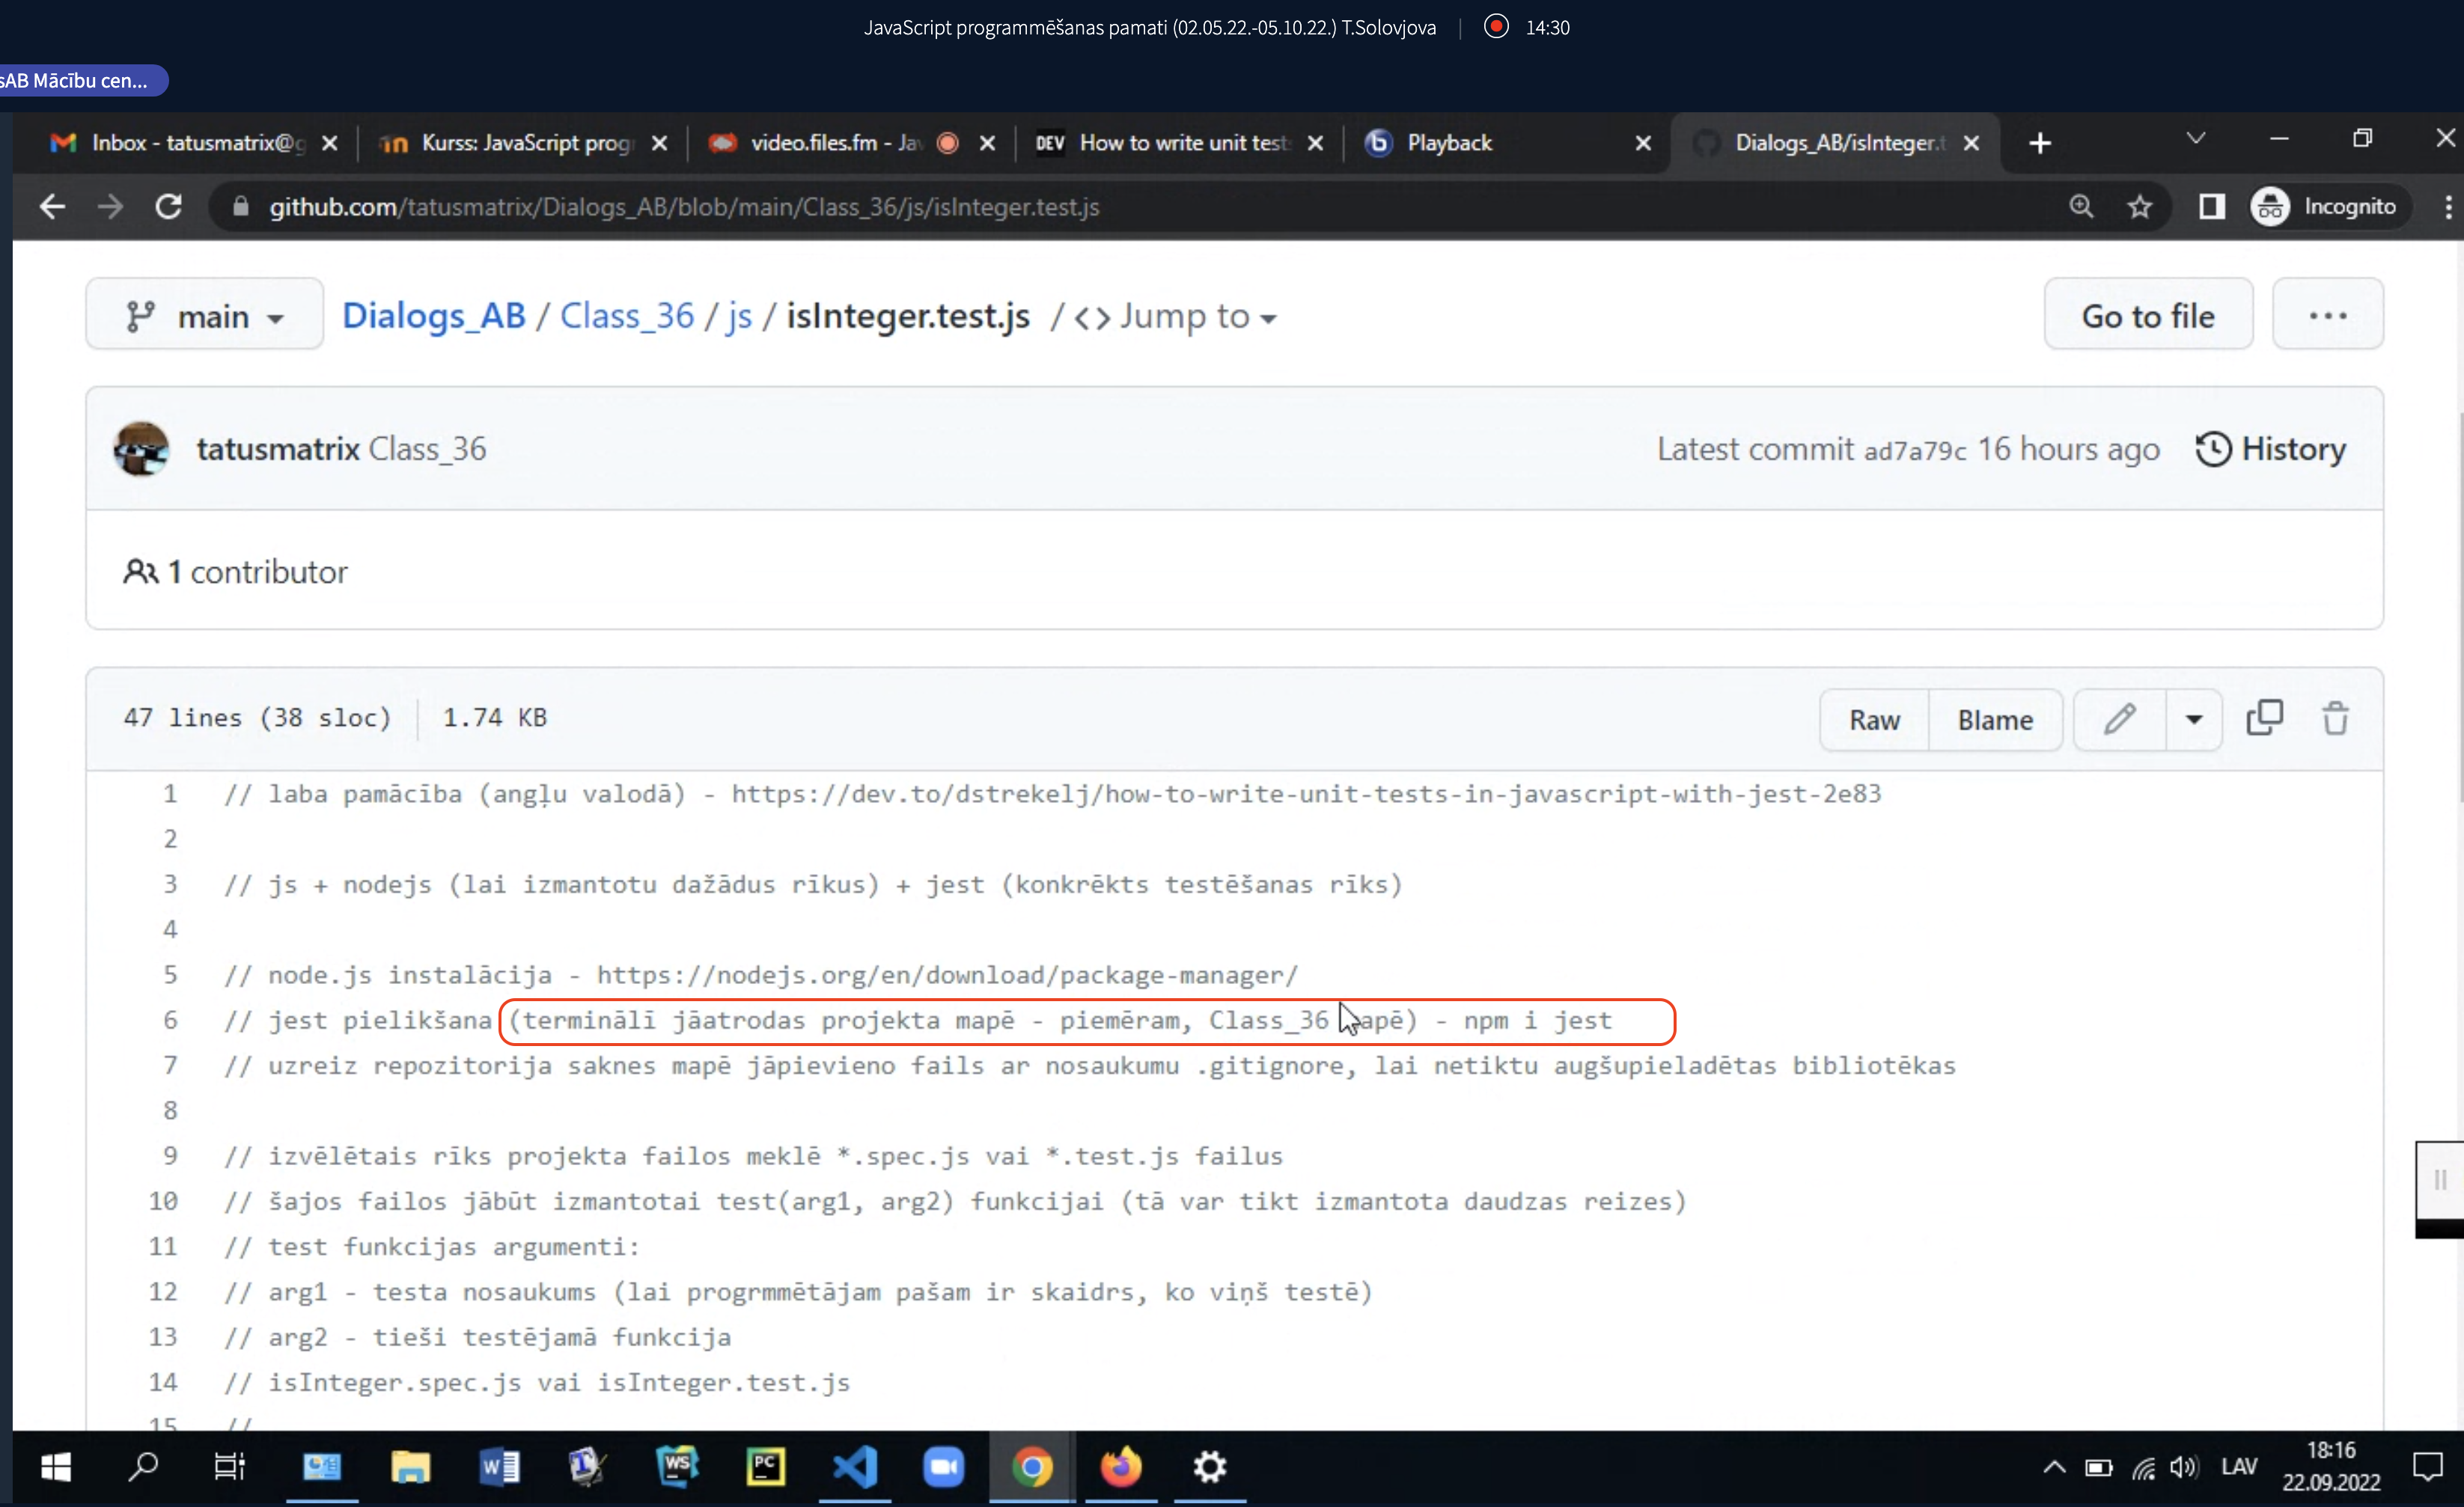 JavaScript programmēšanas pamati (02.05.22.-05.10.22.) T.Solovjova 14:30
sAB Mācību cen...
Inbox - tatusmatrix@g Kurss: JavaScript prog video.files.fm - Jav DEV How to write unit test Playback Dialogs_AB/isInteger.t
github.com/tatusmatrix/Dialogs_AB/blob/main/Class_36/js/isInteger.test.js Incognito
main Dialogs_AB / Class_36 / js / isInteger.test.js / <> Jump to Go to file ...
tatusmatrix Class_36 Latest commit ad7a79c 16 hours ago History
1 contributor
47 lines (38 sloc) 1.74 KB Raw Blame
1 // laba pamācība (angļu valodā) - https://dev.to/dstrekelj/how-to-write-unit-tests-in-javascript-with-jest-2e83
2
3 // js + nodejs (lai izmantotu dažādus rīkus) + jest (konkrēkts testēšanas rīks)
4
5 // node.js instalācija - https://nodejs.org/en/download/package-manager/
6 // jest pielikšana (terminālī jāatrodas projekta mapē - piemēram, Class_36 mapē) - npm i jest
7 // uzreiz repozitorija saknes mapē jāpievieno fails ar nosaukumu .gitignore, lai netiktu augšupieladētas bibliotēkas
8
9 // izvēlētais rīks projekta failos meklē *.spec.js vai *.test.js failus
10 // šajos failos jābūt izmantotai test(arg1, arg2) funkcijai (tā var tikt izmantota daudzas reizes)
11 // test funkcijas argumenti:
12 // arg1 - testa nosaukums (lai progrmmētājam pašam ir skaidrs, ko viņš testē)
13 // arg2 - tieši testējamā funkcija
14 // isInteger.spec.js vai isInteger.test.js
15 //
W WS PC LAV 18:16
22.09.2022